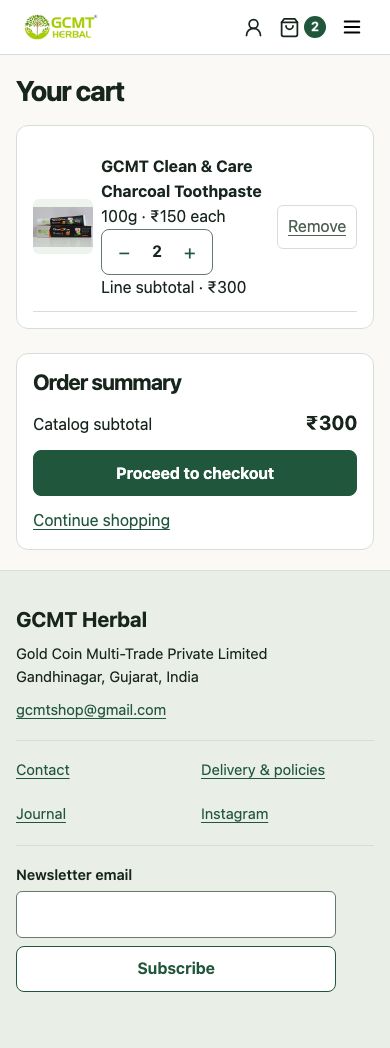 GCMT
HERBAL
2
Your cart
GCMT Clean & Care
Charcoal Toothpaste
100g · ₹150 each
− 2 +
Remove
Line subtotal · ₹300
Order summary
Catalog subtotal ₹300
Proceed to checkout
Continue shopping
GCMT Herbal
Gold Coin Multi-Trade Private Limited
Gandhinagar, Gujarat, India
gcmtshop@gmail.com
Contact Delivery & policies
Journal Instagram
Newsletter email
Subscribe